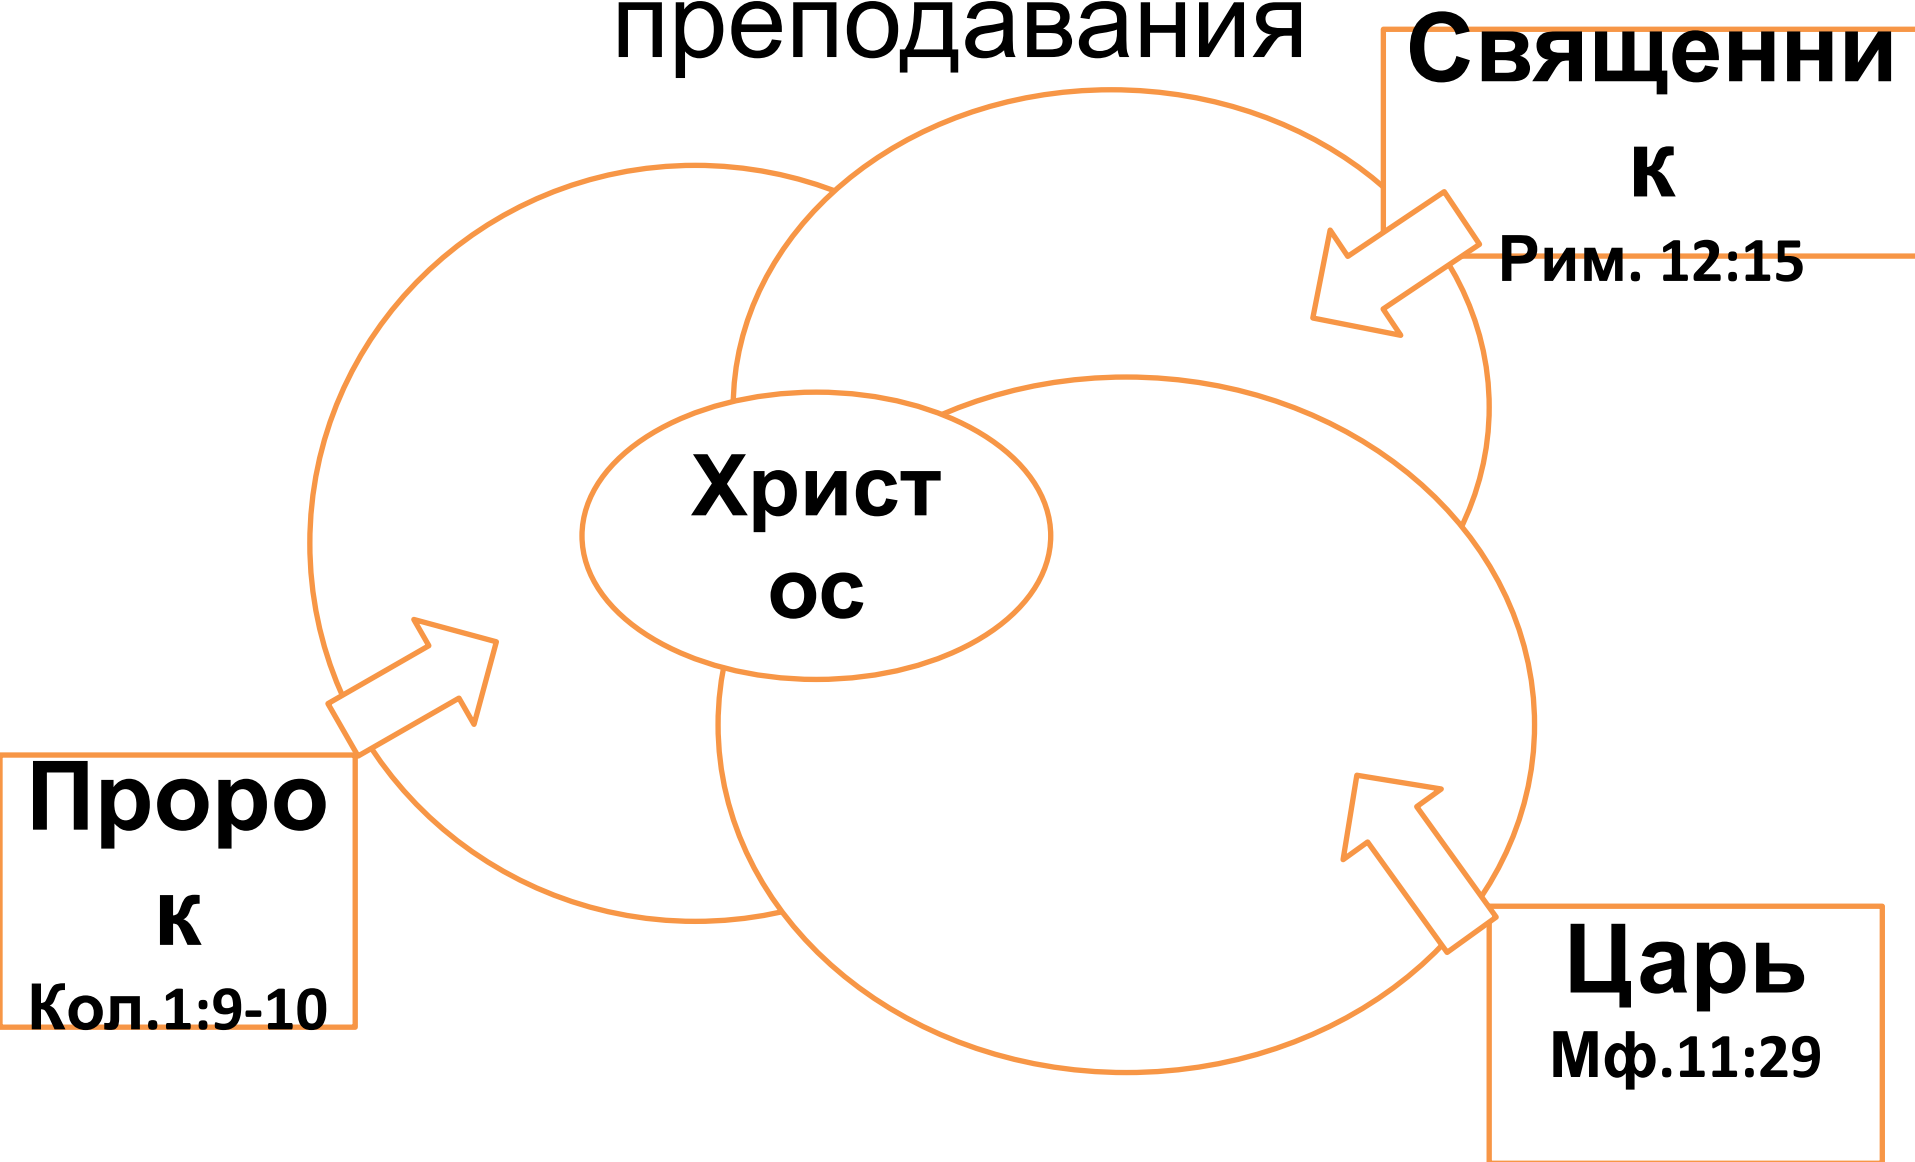 преподавания
Священни
к
Рим. 12:15
Христ
ос
Проро
к
Кол.1:9-10
Царь
Мф.11:29